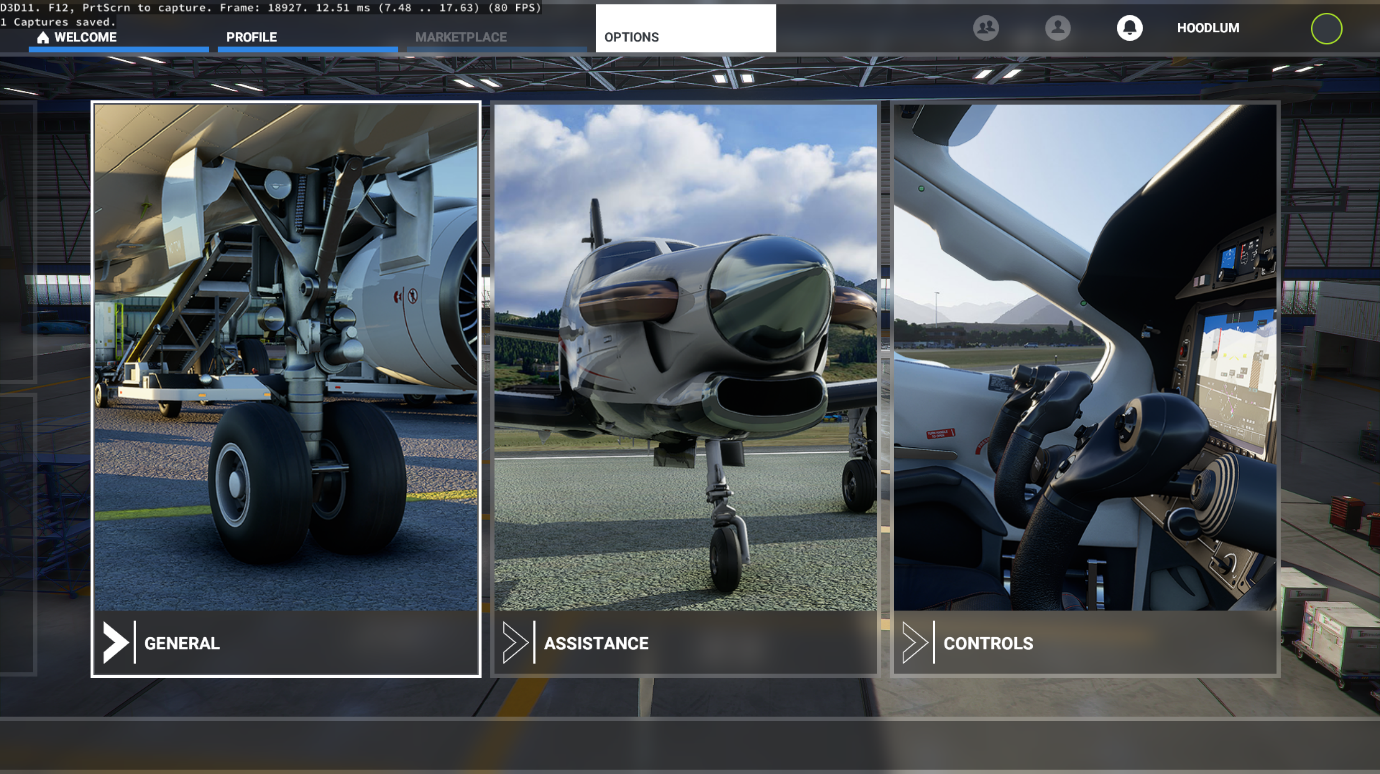 D3D11. F12, PrtScrn to capture. Frame: 18927. 12.51 ms (7.48 .. 17.63) (80 FPS)
1 Captures saved.
WELCOME
PROFILE
MARKETPLACE
OPTIONS
HOODLUM
GENERAL
ASSISTANCE
CONTROLS